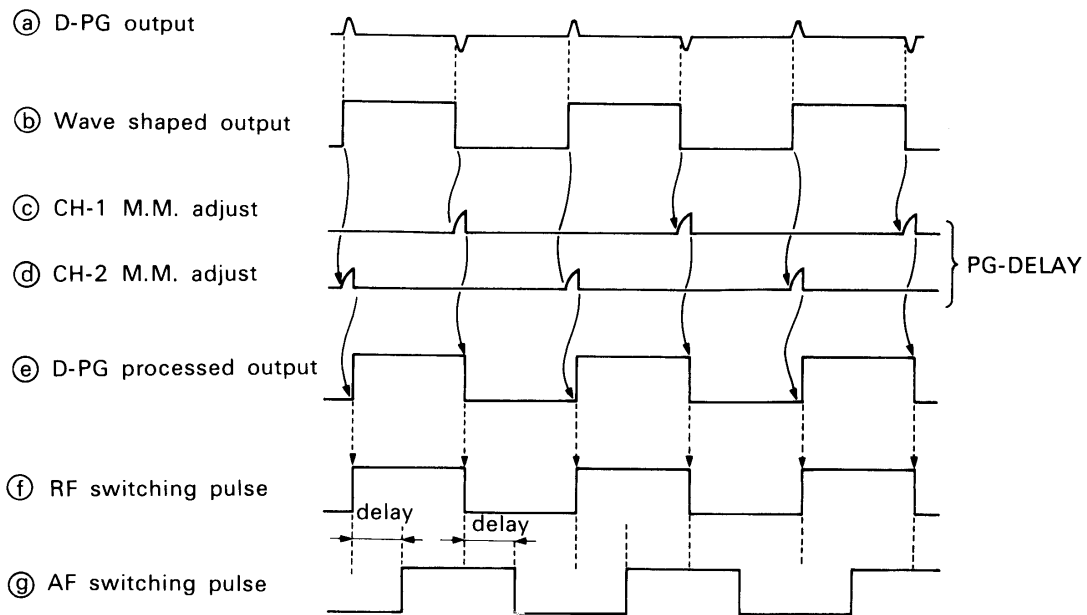 ⓐ D-PG output
ⓑ Wave shaped output
ⓒ CH-1 M.M. adjust
ⓓ CH-2 M.M. adjust
PG-DELAY
ⓔ D-PG processed output
ⓕ RF switching pulse
delay
delay
ⓖ AF switching pulse